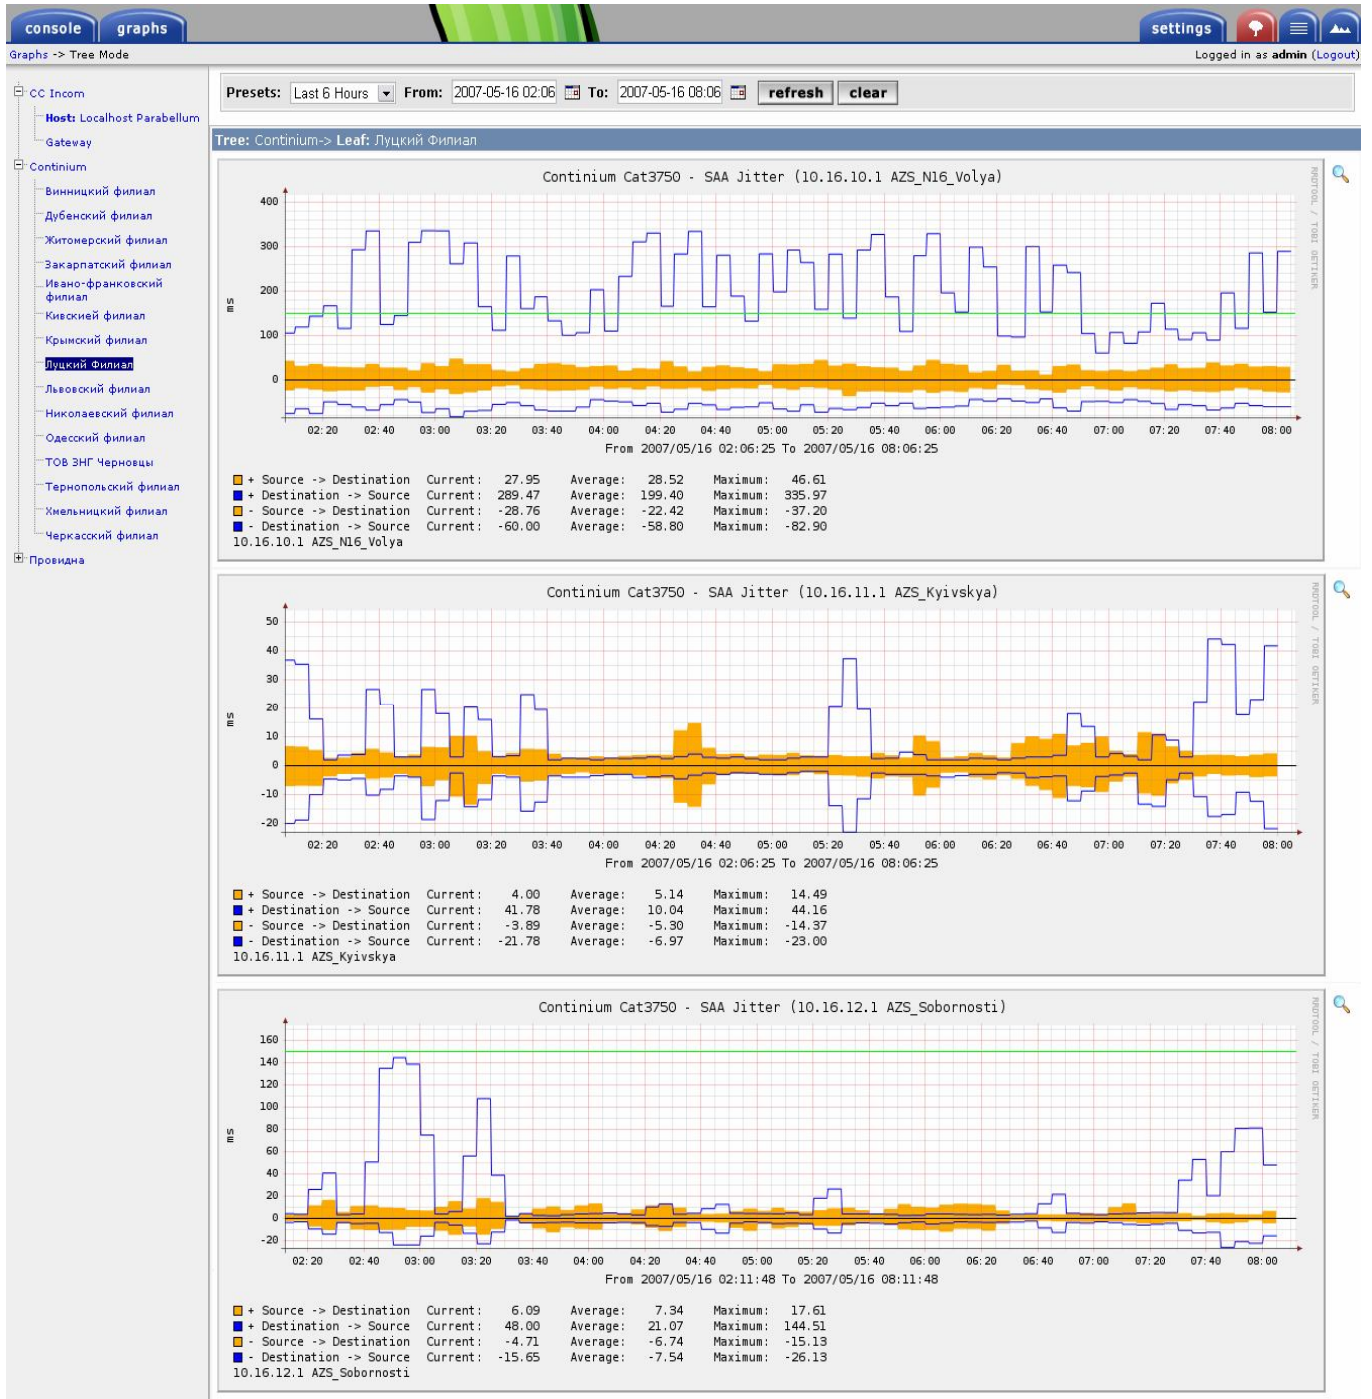 console graphs settings
Graphs -> Tree Mode Logged in as admin (Logout)
CC Incom
Host: Localhost Parabellum
Gateway
Continium
Винницкий филиал
Дубенский филиал
Житомерский филиал
Закарпатский филиал
Ивано-франковский
филиал
Кивскией филиал
Крымский филиал
Луцкий Филиал
Львовский филиал
Николаевский филиал
Одесский филиал
ТОВ ЗНГ Черновцы
Тернопольский филиал
Хмельницкий филиал
Черкасский филиал
Провидна
Presets: Last 6 Hours From: 2007-05-16 02:06 To: 2007-05-16 08:06 refresh clear
Tree: Continium-> Leaf: Луцкий Филиал
Continium Cat3750 - SAA Jitter (10.16.10.1 AZS_N16_Volya)
RRDTOOL / TOBI OETIKER
ms
400
300
200
100
0
02:20 02:40 03:00 03:20 03:40 04:00 04:20 04:40 05:00 05:20 05:40 06:00 06:20 06:40 07:00 07:20 07:40 08:00
From 2007/05/16 02:06:25 To 2007/05/16 08:06:25
+ Source -> Destination Current: 27.95 Average: 28.52 Maximum: 46.61
+ Destination -> Source Current: 289.47 Average: 199.40 Maximum: 335.97
- Source -> Destination Current: -28.76 Average: -22.42 Maximum: -37.20
- Destination -> Source Current: -60.00 Average: -58.80 Maximum: -82.90
10.16.10.1 AZS_N16_Volya
Continium Cat3750 - SAA Jitter (10.16.11.1 AZS_Kyivskya)
RRDTOOL / TOBI OETIKER
ms
50
40
30
20
10
0
-10
-20
02:20 02:40 03:00 03:20 03:40 04:00 04:20 04:40 05:00 05:20 05:40 06:00 06:20 06:40 07:00 07:20 07:40 08:00
From 2007/05/16 02:06:25 To 2007/05/16 08:06:25
+ Source -> Destination Current: 4.00 Average: 5.14 Maximum: 14.49
+ Destination -> Source Current: 41.78 Average: 10.04 Maximum: 44.16
- Source -> Destination Current: -3.89 Average: -5.30 Maximum: -14.37
- Destination -> Source Current: -21.78 Average: -6.97 Maximum: -23.00
10.16.11.1 AZS_Kyivskya
Continium Cat3750 - SAA Jitter (10.16.12.1 AZS_Sobornosti)
RRDTOOL / TOBI OETIKER
ms
160
140
120
100
80
60
40
20
0
-20
02:20 02:40 03:00 03:20 03:40 04:00 04:20 04:40 05:00 05:20 05:40 06:00 06:20 06:40 07:00 07:20 07:40 08:00
From 2007/05/16 02:11:48 To 2007/05/16 08:11:48
+ Source -> Destination Current: 6.09 Average: 7.34 Maximum: 17.61
+ Destination -> Source Current: 48.00 Average: 21.07 Maximum: 144.51
- Source -> Destination Current: -4.71 Average: -6.74 Maximum: -15.13
- Destination -> Source Current: -15.65 Average: -7.54 Maximum: -26.13
10.16.12.1 AZS_Sobornosti